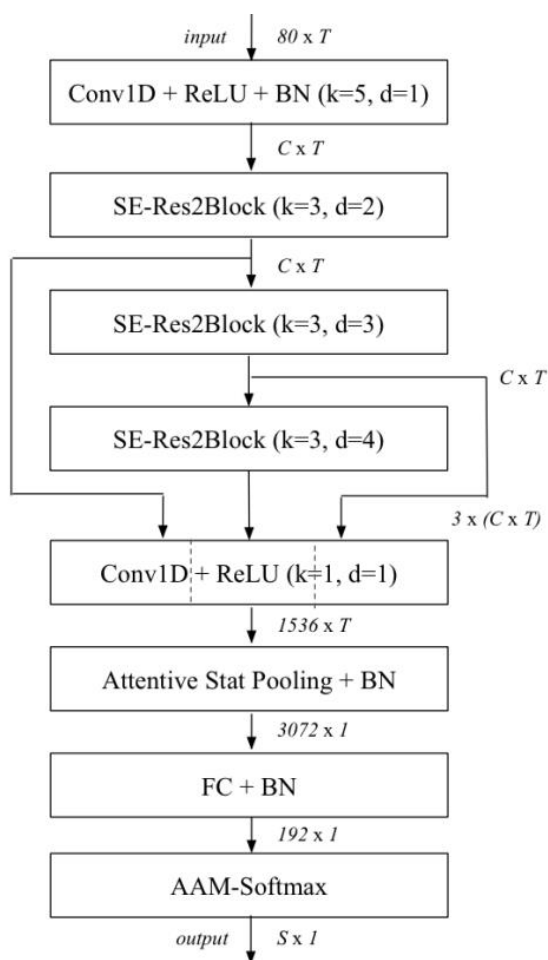 input 80 x T
Conv1D + ReLU + BN (k=5, d=1)
C x T
SE-Res2Block (k=3, d=2)
C x T
SE-Res2Block (k=3, d=3)
C x T
SE-Res2Block (k=3, d=4)
3 x (C x T)
Conv1D + ReLU (k=1, d=1)
1536 x T
Attentive Stat Pooling + BN
3072 x 1
FC + BN
192 x 1
AAM-Softmax
output S x 1